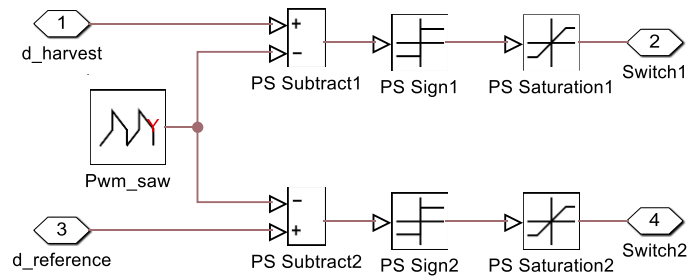 1
+
−
2
d_harvest
PS Subtract1
PS Sign1
PS Saturation1
Switch1
Pwm_saw
3
−
+
4
d_reference
PS Subtract2
PS Sign2
PS Saturation2
Switch2